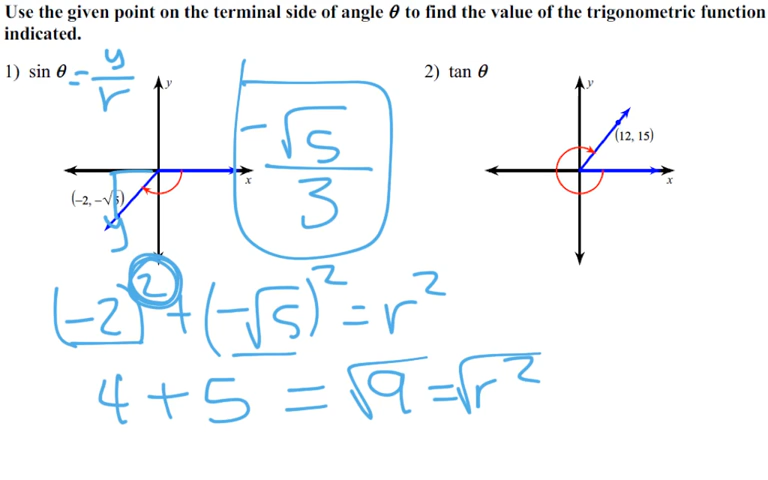 Use the given point on the terminal side of angle θ to find the value of the trigonometric function
indicated.
1) sin θ = y/r
2) tan θ
y
-√5/3
x
(-2, -√5)
y
(12, 15)
x
(-2)² + (-√5)² = r²
4 + 5 = √9 = √r²